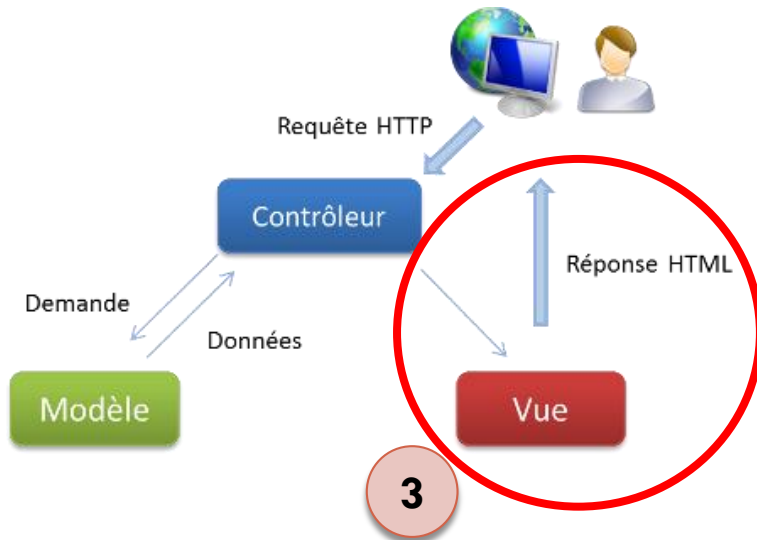 Requête HTTP
Contrôleur
Réponse HTML
Demande
Données
Modèle
Vue
3